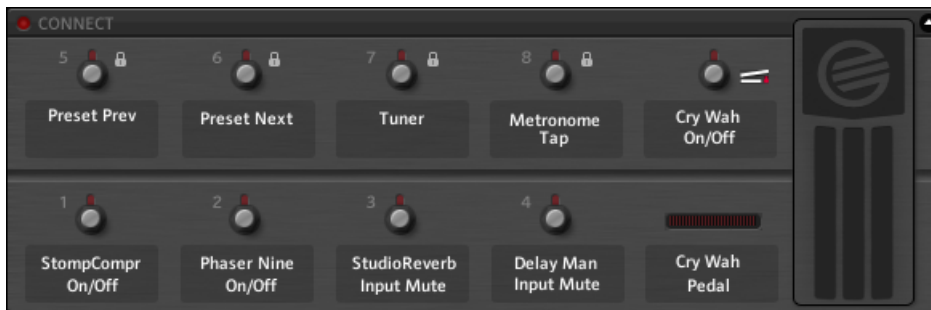 CONNECT
5
6
7
8
Preset Prev
Preset Next
Tuner
Metronome
Tap
Cry Wah
On/Off
1
2
3
4
StompCompr
On/Off
Phaser Nine
On/Off
StudioReverb
Input Mute
Delay Man
Input Mute
Cry Wah
Pedal